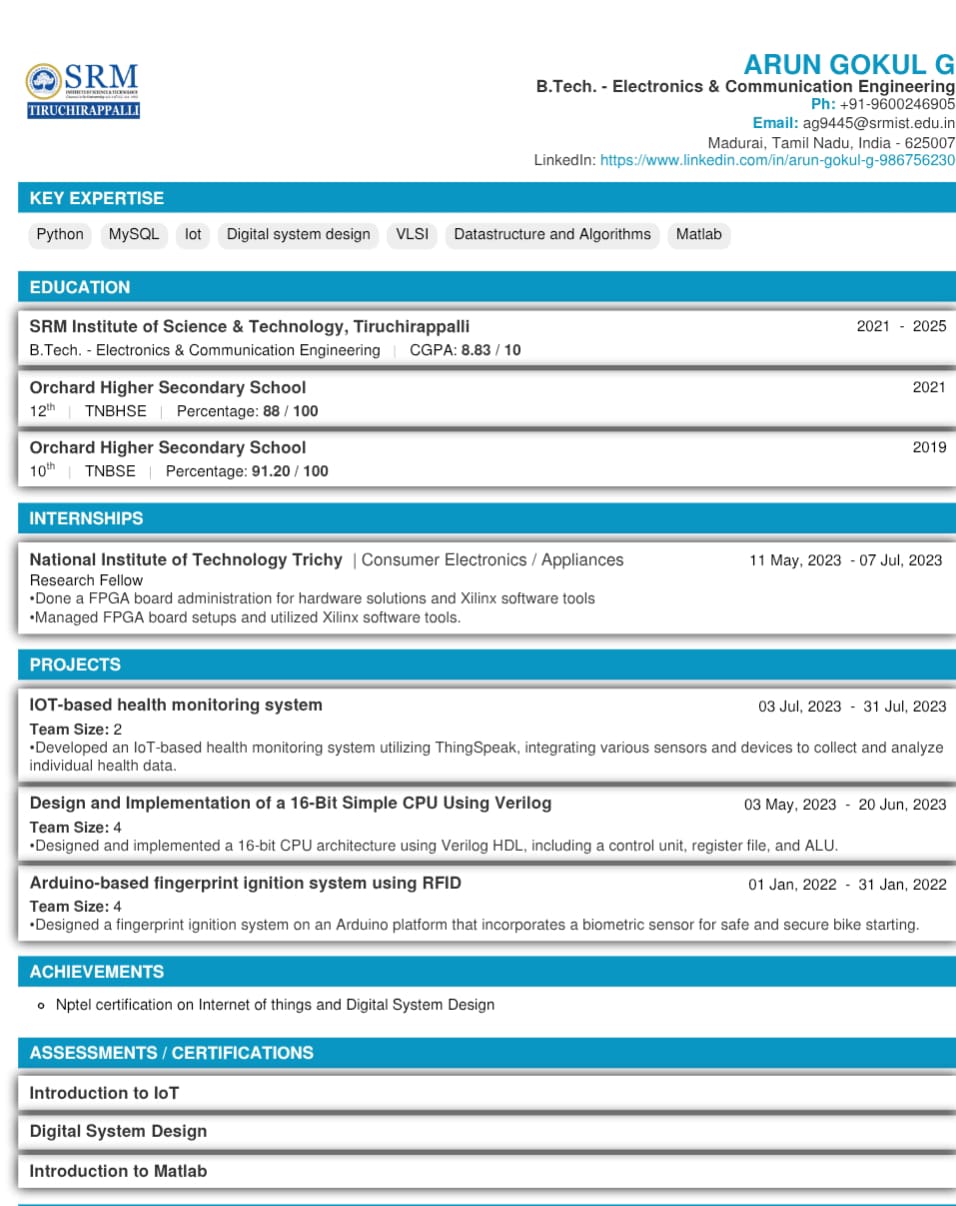 SRM
TIRUCHIRAPPALLI
ARUN GOKUL G
B.Tech. - Electronics & Communication Engineering
Ph: +91-9600246905
Email: ag9445@srmist.edu.in
Madurai, Tamil Nadu, India - 625007
LinkedIn: https://www.linkedin.com/in/arun-gokul-g-986756230
KEY EXPERTISE
Python MySQL Iot Digital system design VLSI Datastructure and Algorithms Matlab
EDUCATION
SRM Institute of Science & Technology, Tiruchirappalli 2021 - 2025
B.Tech. - Electronics & Communication Engineering | CGPA: 8.83 / 10
Orchard Higher Secondary School 2021
12th | TNBHSE | Percentage: 88 / 100
Orchard Higher Secondary School 2019
10th | TNBSE | Percentage: 91.20 / 100
INTERNSHIPS
National Institute of Technology Trichy | Consumer Electronics / Appliances 11 May, 2023 - 07 Jul, 2023
Research Fellow
•Done a FPGA board administration for hardware solutions and Xilinx software tools
•Managed FPGA board setups and utilized Xilinx software tools.
PROJECTS
IOT-based health monitoring system 03 Jul, 2023 - 31 Jul, 2023
Team Size: 2
•Developed an IoT-based health monitoring system utilizing ThingSpeak, integrating various sensors and devices to collect and analyze
individual health data.
Design and Implementation of a 16-Bit Simple CPU Using Verilog 03 May, 2023 - 20 Jun, 2023
Team Size: 4
•Designed and implemented a 16-bit CPU architecture using Verilog HDL, including a control unit, register file, and ALU.
Arduino-based fingerprint ignition system using RFID 01 Jan, 2022 - 31 Jan, 2022
Team Size: 4
•Designed a fingerprint ignition system on an Arduino platform that incorporates a biometric sensor for safe and secure bike starting.
ACHIEVEMENTS
Nptel certification on Internet of things and Digital System Design
ASSESSMENTS / CERTIFICATIONS
Introduction to IoT
Digital System Design
Introduction to Matlab